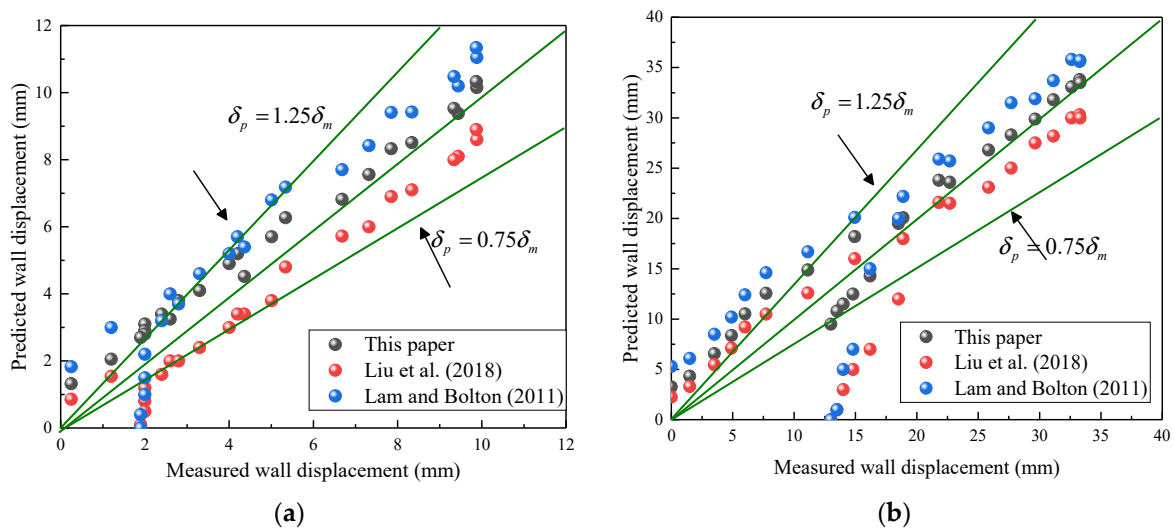 12
10
8
6
4
2
0
0
2
4
6
8
10
12
Predicted wall displacement (mm)
Measured wall displacement (mm)
δp = 1.25δm
δp = 0.75δm
This paper
Liu et al. (2018)
Lam and Bolton (2011)
(a)
40
35
30
25
20
15
10
5
0
0
5
10
15
20
25
30
35
40
Predicted wall displacement (mm)
Measured wall displacement (mm)
δp = 1.25δm
δp = 0.75δm
This paper
Liu et al. (2018)
Lam and Bolton (2011)
(b)